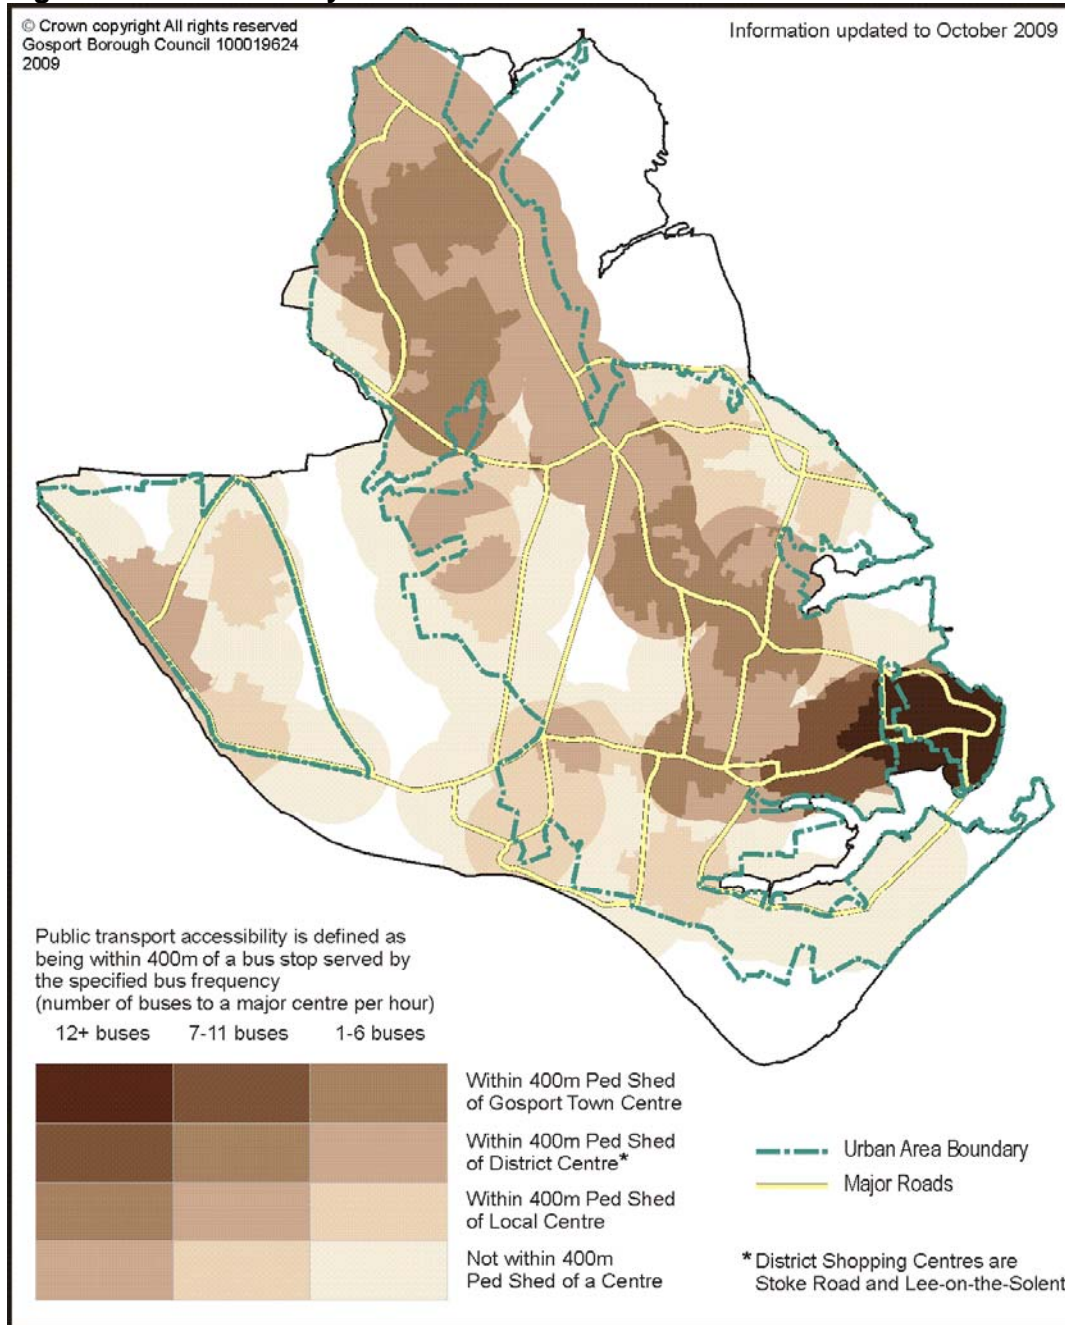 © Crown copyright All rights reserved
Gosport Borough Council 100019624
2009
Information updated to October 2009
Public transport accessibility is defined as
being within 400m of a bus stop served by
the specified bus frequency
(number of buses to a major centre per hour)
12+ buses 7-11 buses 1-6 buses
Within 400m Ped Shed
of Gosport Town Centre
Within 400m Ped Shed
of District Centre*
Within 400m Ped Shed
of Local Centre
Not within 400m
Ped Shed of a Centre
Urban Area Boundary
Major Roads
* District Shopping Centres are
Stoke Road and Lee-on-the-Solent